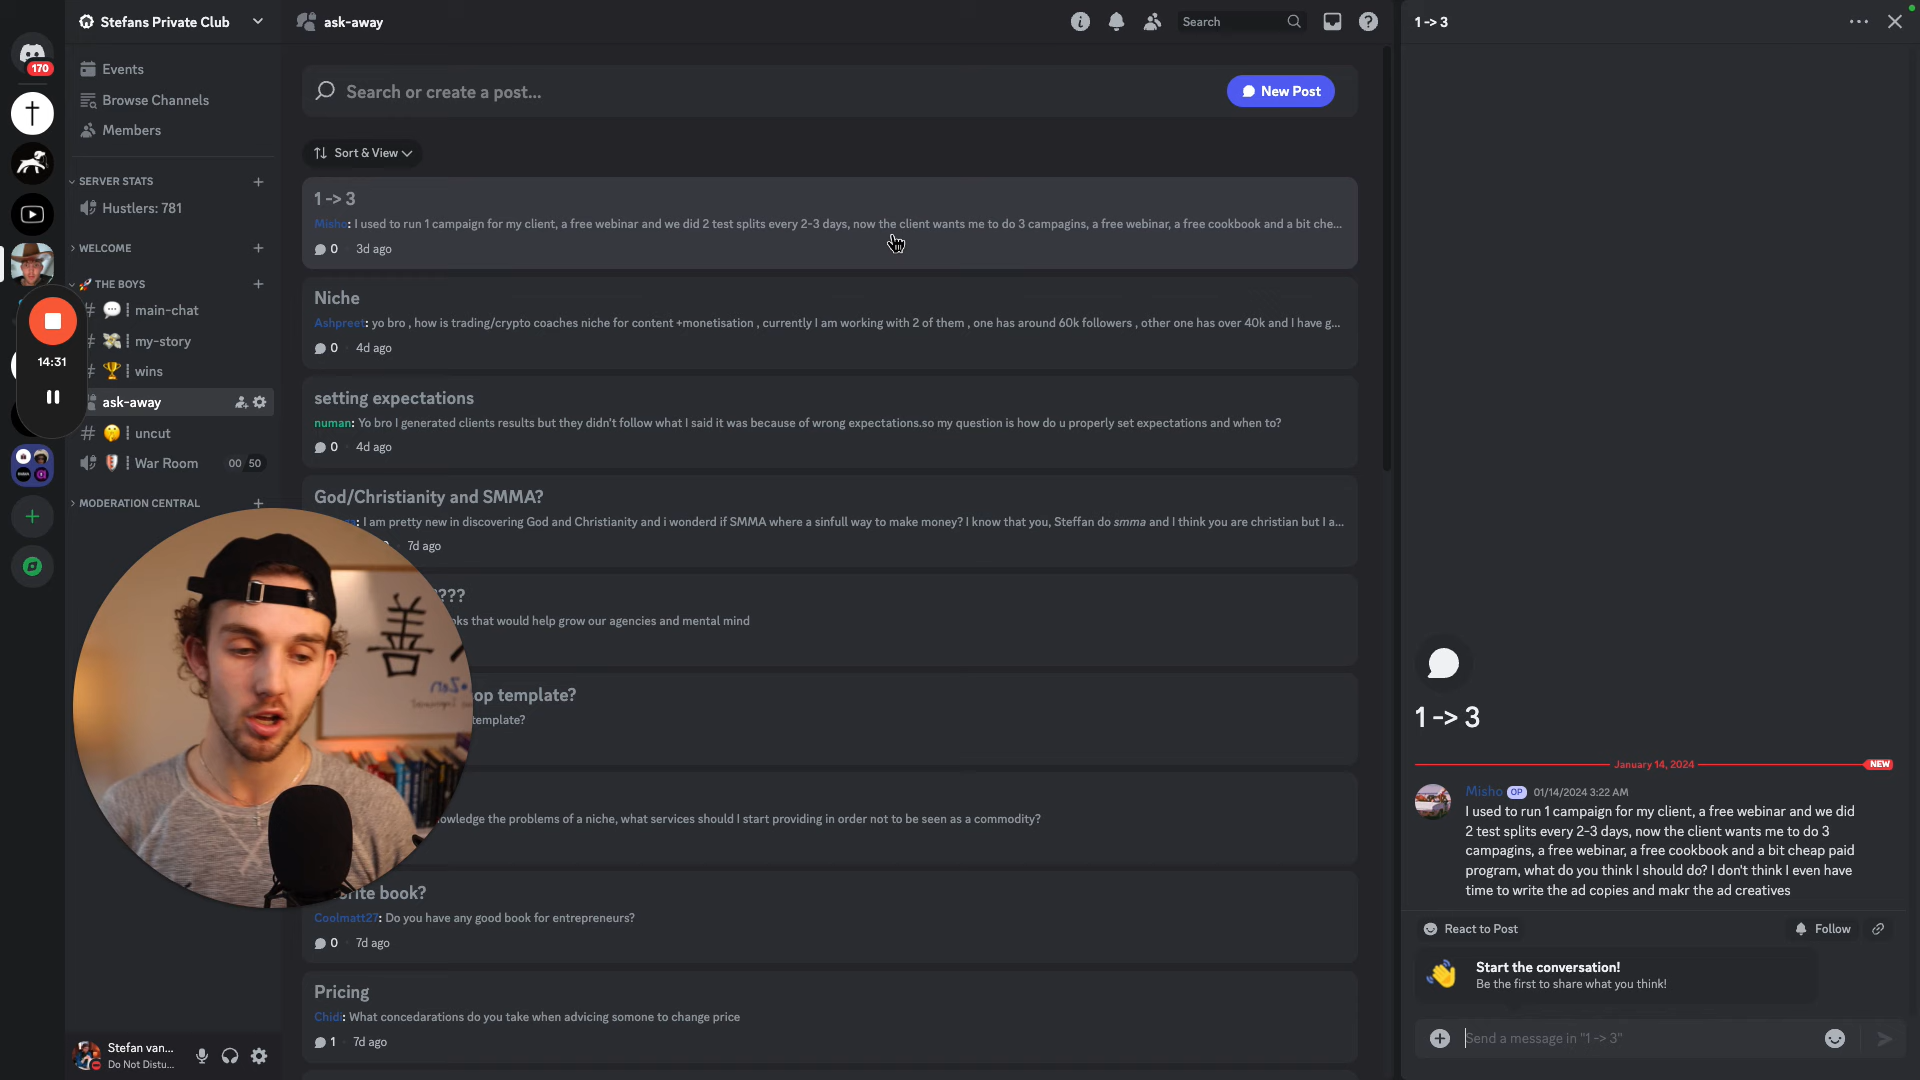 Stefans Private Club
ask-away
Search
1 -> 3
170
Events
Browse Channels
Members
SERVER STATS
Hustlers: 781
WELCOME
THE BOYS
main-chat
my-story
wins
ask-away
uncut
War Room
00 50
MODERATION CENTRAL
14:31
Search or create a post...
New Post
Sort & View
1 -> 3
Misho: I used to run 1 campaign for my client, a free webinar and we did 2 test splits every 2-3 days, now the client wants me to do 3 campagins, a free webinar, a free cookbook and a bit che...
0 · 3d ago
Niche
Ashpreet: yo bro , how is trading/crypto coaches niche for content +monetisation , currently I am working with 2 of them , one has around 60k followers , other one has over 40k and I have g...
0 · 4d ago
setting expectations
numan: Yo bro I generated clients results but they didn't follow what I said it was because of wrong expectations.so my question is how do u properly set expectations and when to?
0 · 4d ago
God/Christianity and SMMA?
: I am pretty new in discovering God and Christianity and i wonderd if SMMA where a sinfull way to make money? I know that you, Steffan do smma and I think you are christian but I a...
7d ago
???
that would help grow our agencies and mental mind
template?
template?
the problems of a niche, what services should I start providing in order not to be seen as a commodity?
book?
Coolmatt27: Do you have any good book for entrepreneurs?
0 · 7d ago
Pricing
Chidi: What concedarations do you take when advicing somone to change price
1 · 7d ago
善
Stefan van...
Do Not Distu...
1 -> 3
January 14, 2024
NEW
Misho OP 01/14/2024 3:22 AM
I used to run 1 campaign for my client, a free webinar and we did
2 test splits every 2-3 days, now the client wants me to do 3
campagins, a free webinar, a free cookbook and a bit cheap paid
program, what do you think I should do? I don't think I even have
time to write the ad copies and makr the ad creatives
React to Post
Follow
Start the conversation!
Be the first to share what you think!
Send a message in "1 -> 3"